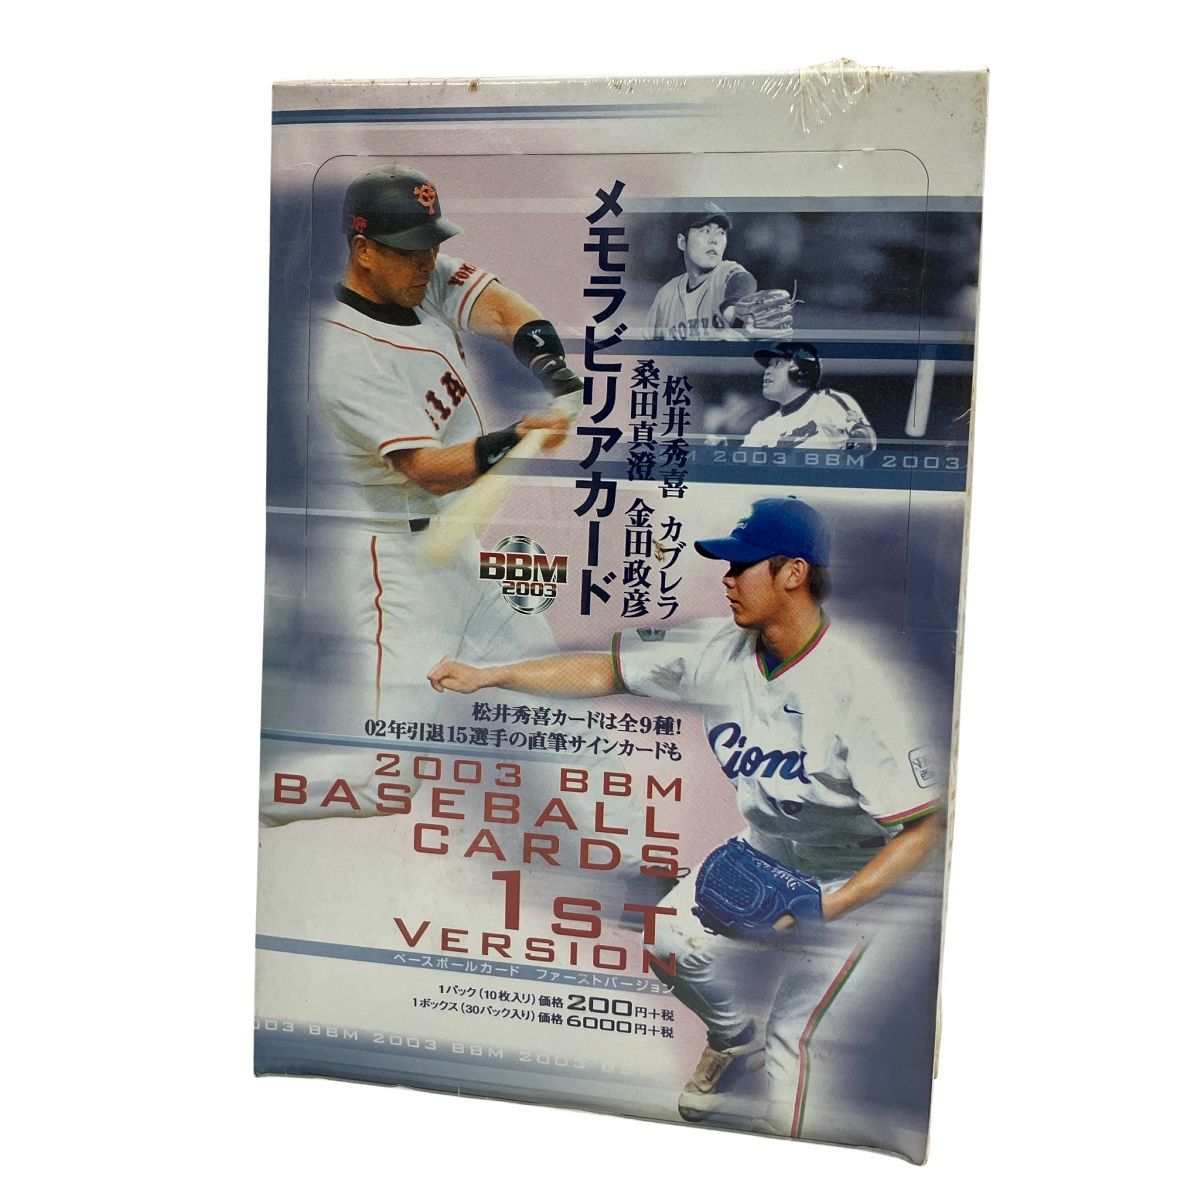 メモラビリアカード
松井秀喜 カブレラ
桑田真澄 金田政彦
2003 BBM 2003
BBM
2003
松井秀喜カードは全9種!
02年引退15選手の直筆サインカードも
Lions
2003 BBM
BASEBALL
CARDS
1ST
VERSION
ベースボールカード ファーストバージョン
1パック(10枚入り)価格200円+税
1ボックス(30パック入り)価格6000円+税
003 BBM 2003 BBM 2003 BBM